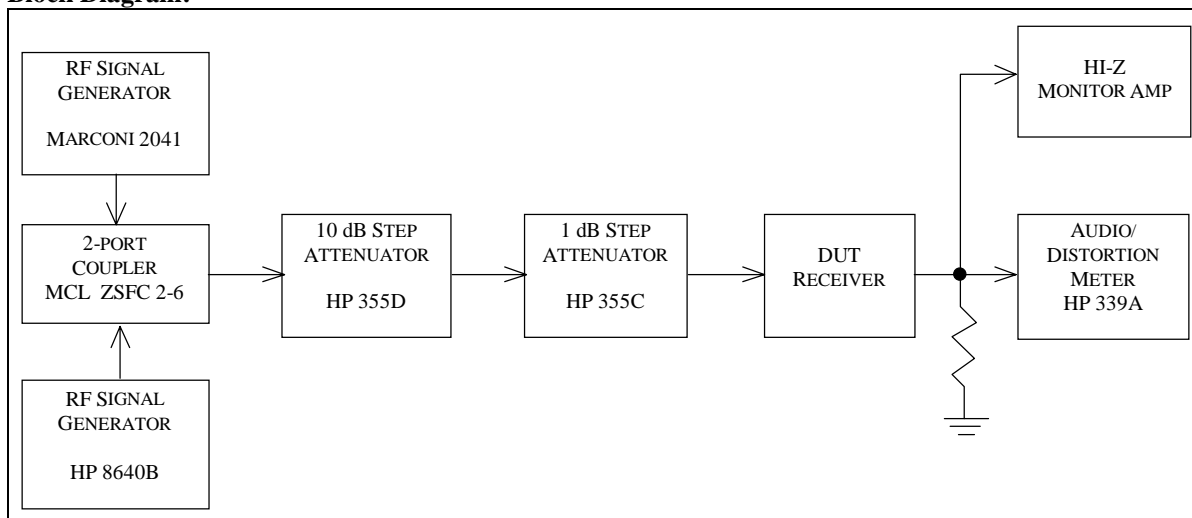 Block Diagram:
RF SIGNAL
GENERATOR
MARCONI 2041
2-PORT
COUPLER
MCL ZSFC 2-6
RF SIGNAL
GENERATOR
HP 8640B
10 dB STEP
ATTENUATOR
HP 355D
1 dB STEP
ATTENUATOR
HP 355C
DUT
RECEIVER
HI-Z
MONITOR AMP
AUDIO/
DISTORTION
METER
HP 339A